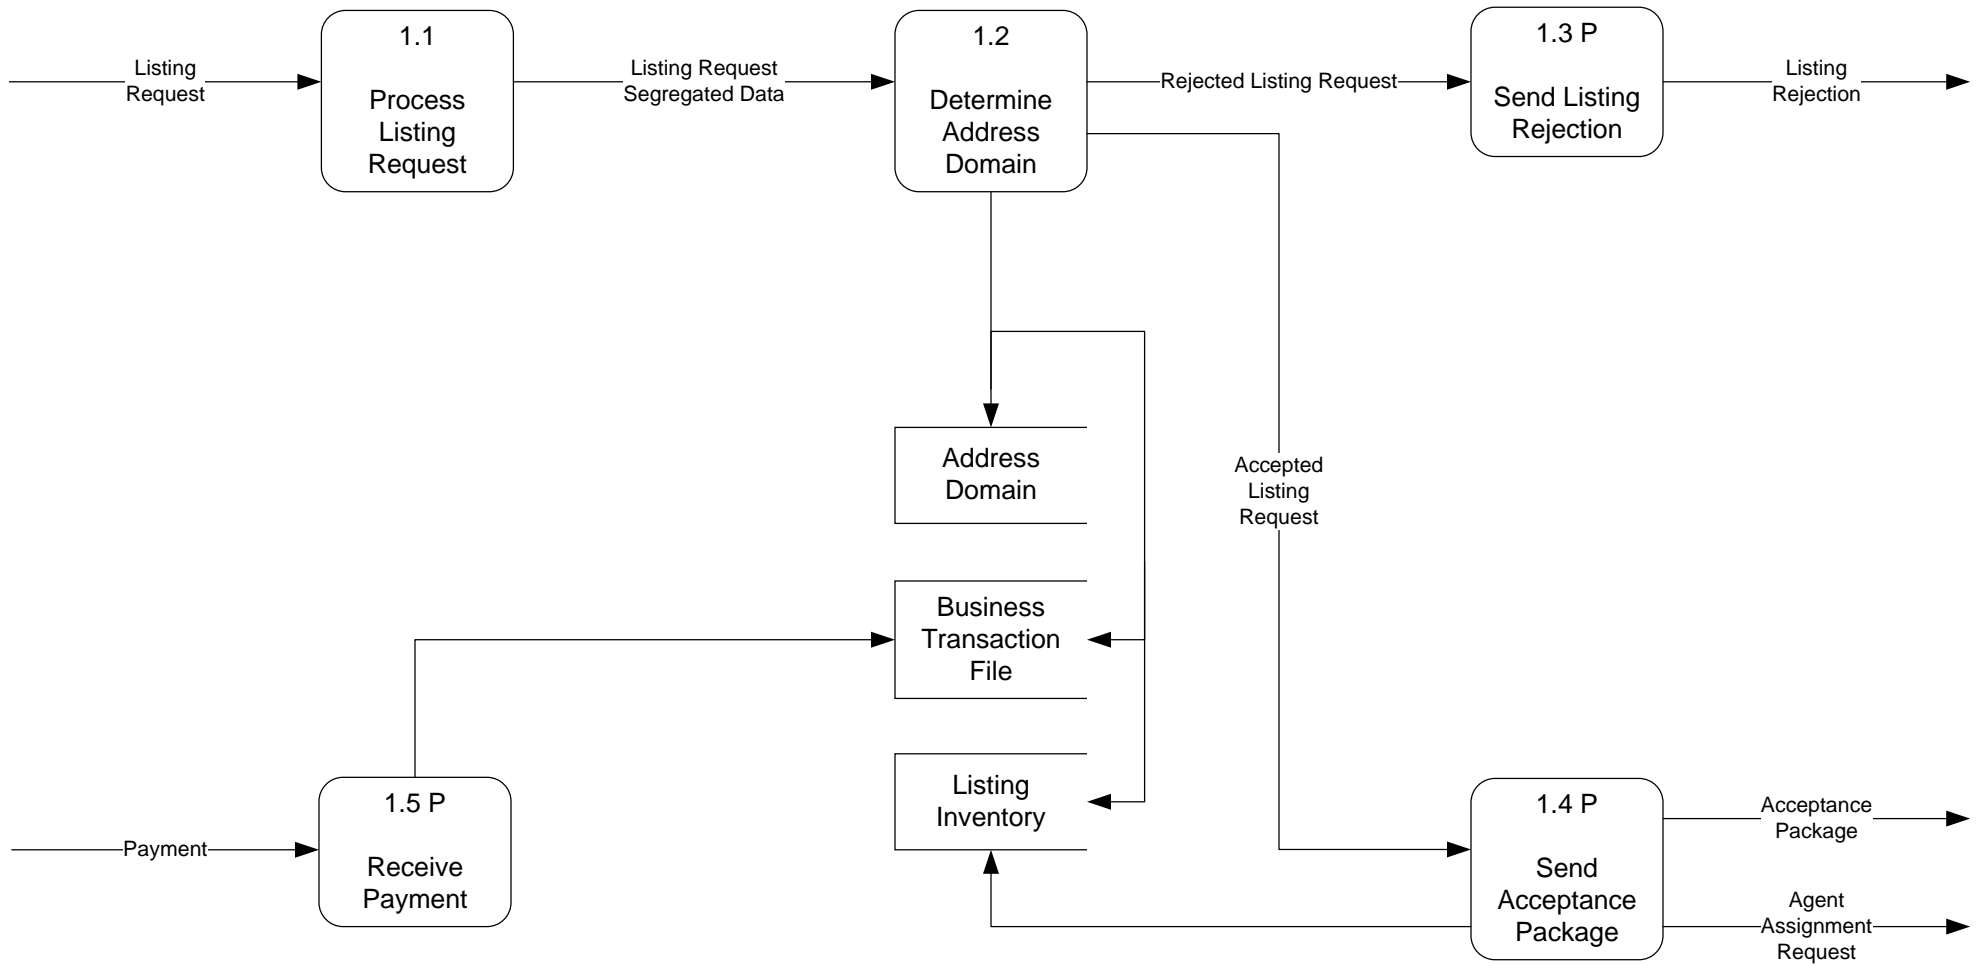 1.1
Process
Listing
Request
1.2
Determine
Address
Domain
1.3 P
Send Listing
Rejection
Listing
Request
Listing Request
Segregated Data
Rejected Listing Request
Listing
Rejection
Address
Domain
Accepted
Listing
Request
Business
Transaction
File
Listing
Inventory
1.5 P
Receive
Payment
Payment
1.4 P
Send
Acceptance
Package
Acceptance
Package
Agent
Assignment
Request